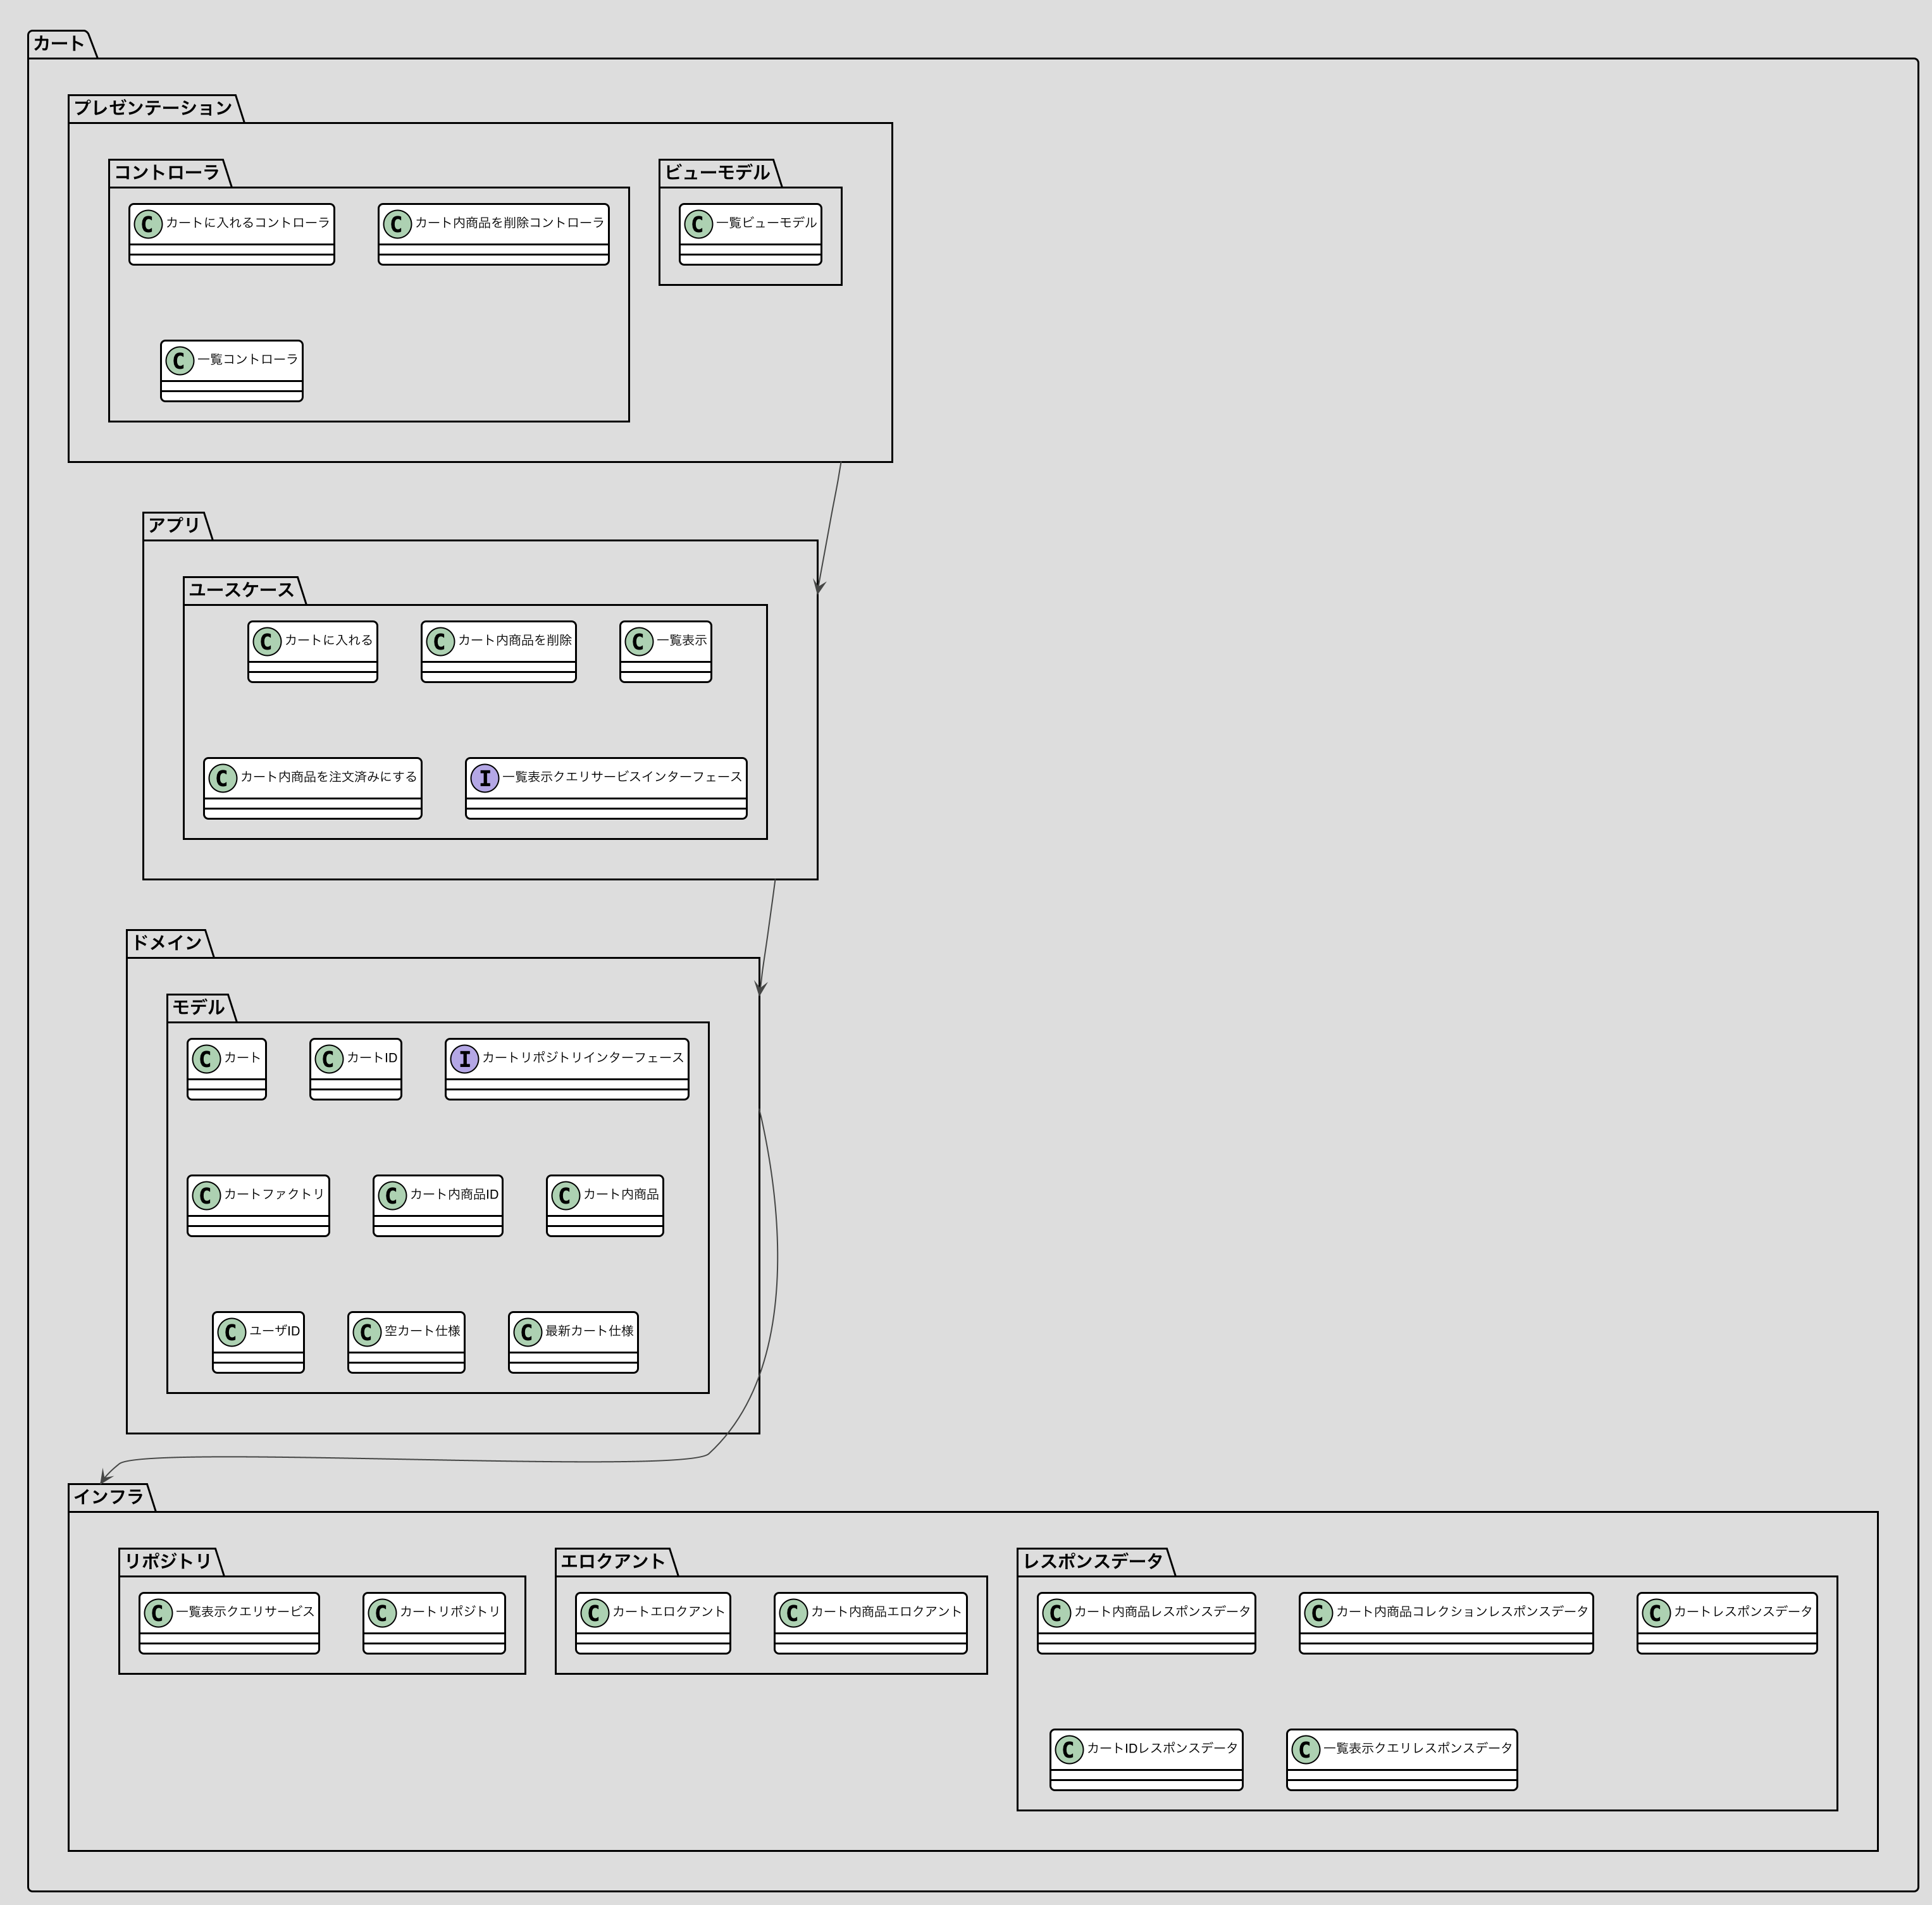 カート
プレゼンテーション
コントローラ
ビューモデル
C カートに入れるコントローラ
C カート内商品を削除コントローラ
C 一覧ビューモデル
C 一覧コントローラ
アプリ
ユースケース
C カートに入れる
C カート内商品を削除
C 一覧表示
C カート内商品を注文済みにする
I 一覧表示クエリサービスインターフェース
ドメイン
モデル
C カート
C カートID
I カートリポジトリインターフェース
C カートファクトリ
C カート内商品ID
C カート内商品
C ユーザID
C 空カート仕様
C 最新カート仕様
インフラ
リポジトリ
エロクアント
レスポンスデータ
C 一覧表示クエリサービス
C カートリポジトリ
C カートエロクアント
C カート内商品エロクアント
C カート内商品レスポンスデータ
C カート内商品コレクションレスポンスデータ
C カートレスポンスデータ
C カートIDレスポンスデータ
C 一覧表示クエリレスポンスデータ